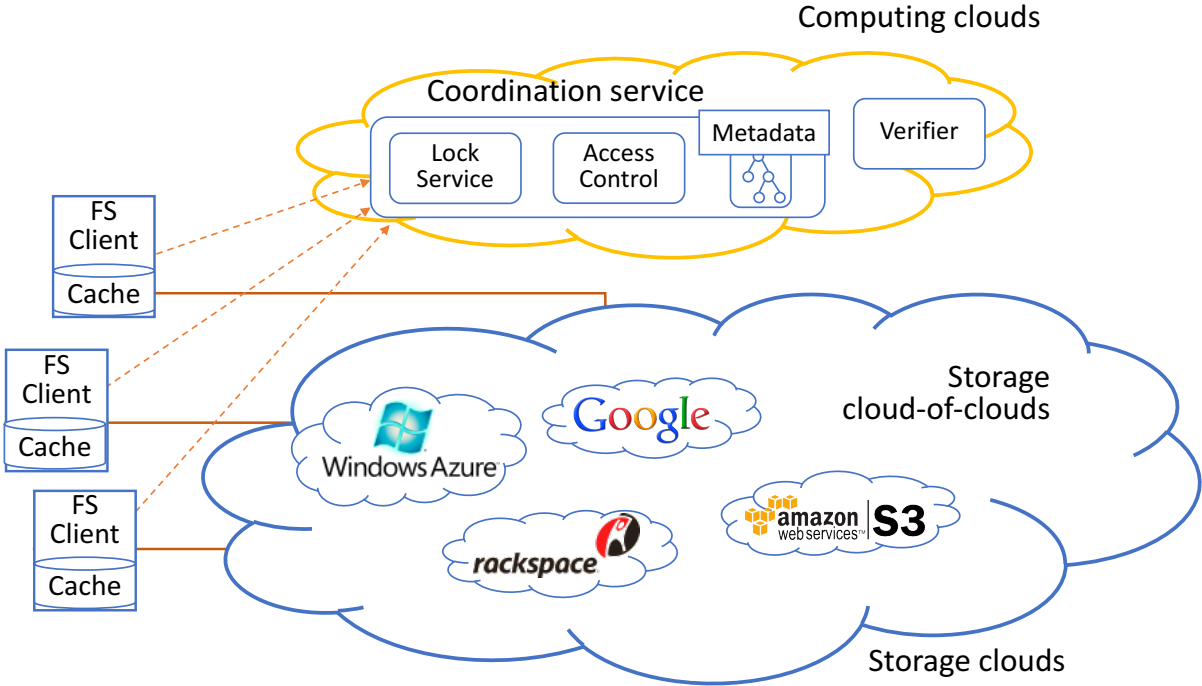 Computing clouds
Coordination service
Metadata
Verifier
Lock
Service
Access
Control
FS
Client
Cache
FS
Client
Cache
FS
Client
Cache
Storage
cloud-of-clouds
Google
Windows Azure
amazon
web services™
S3
rackspace
Storage clouds